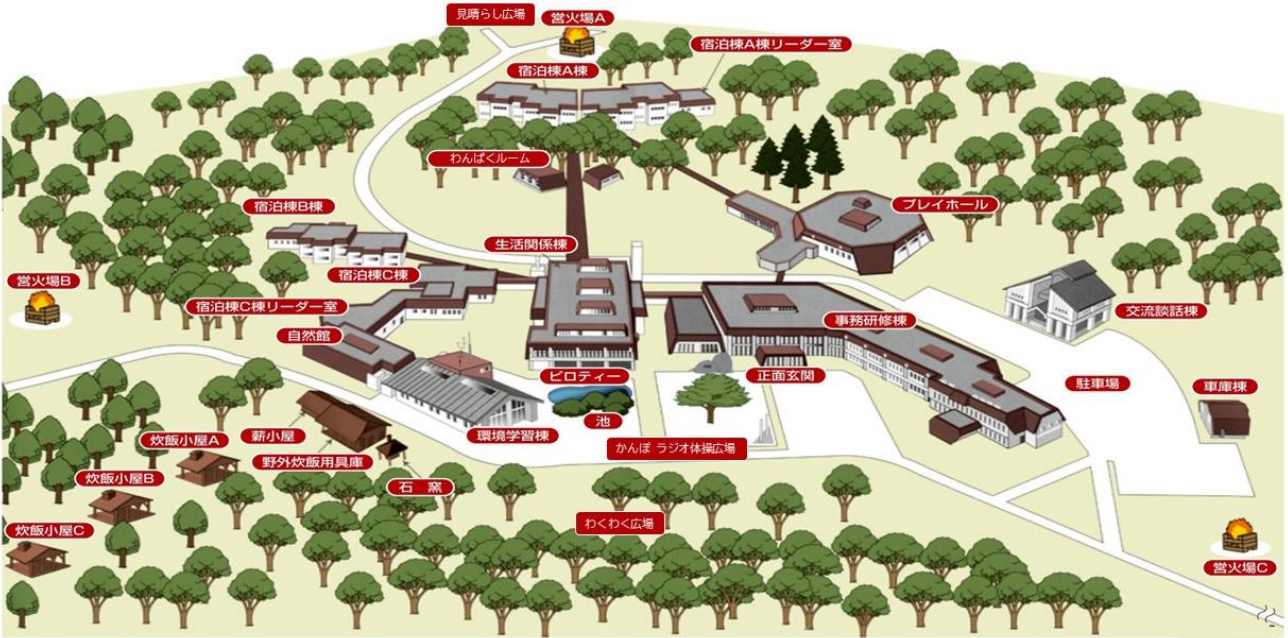 見晴らし広場
営火場A
宿泊棟A棟リーダー室
宿泊棟A棟
わんぱくルーム
プレイホール
宿泊棟B棟
生活関係棟
宿泊棟C棟
営火場B
宿泊棟C棟リーダー室
交流談話棟
事務研修棟
自然館
ピロティー
正面玄関
駐車場
車庫棟
池
環境学習棟
薪小屋
炊飯小屋A
かんぽ ラジオ体操広場
野外炊飯用具庫
炊飯小屋B
石 窯
わくわく広場
炊飯小屋C
営火場C